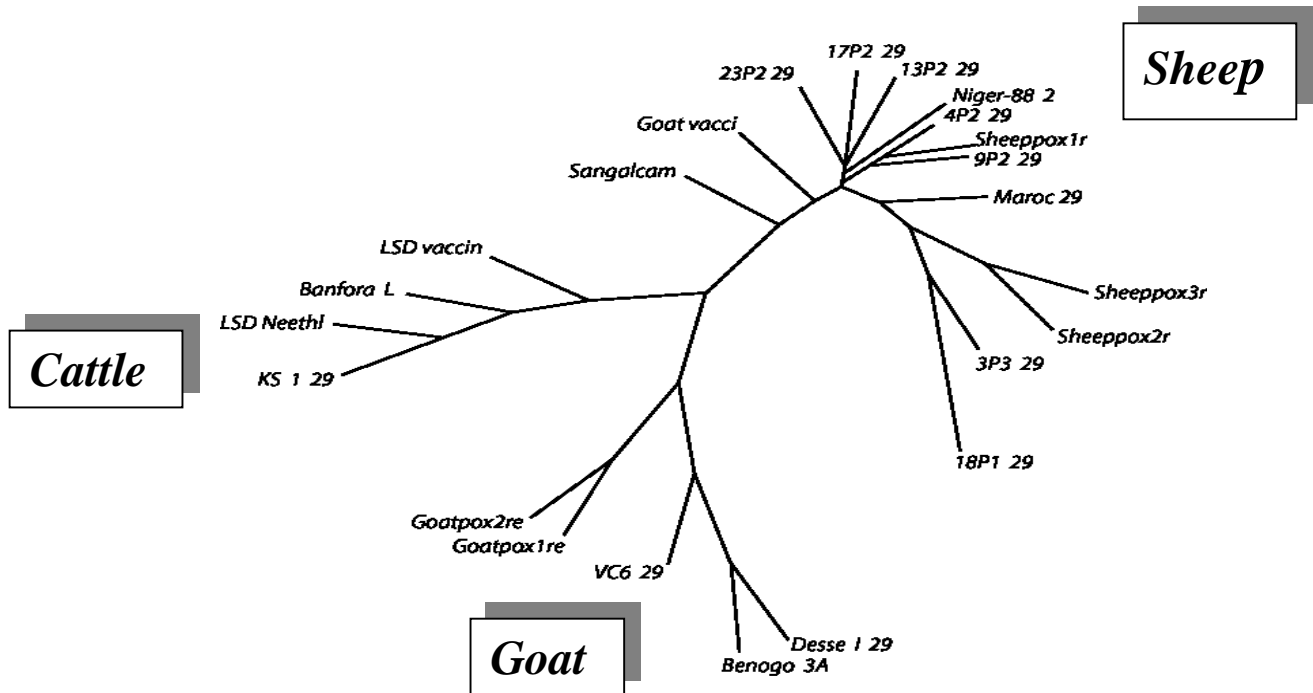 Sheep
17P2 29
23P2 29
13P2 29
Niger-88 2
4P2 29
Goat vacci
Sheeppox1r
9P2 29
Sangalcam
Maroc 29
LSD vaccin
Banfora L
Sheeppox3r
LSD Neethl
Sheeppox2r
Cattle
3P3 29
KS 1 29
18P1 29
Goatpox2re
Goatpox1re
VC6 29
Goat
Desse I 29
Benogo 3A